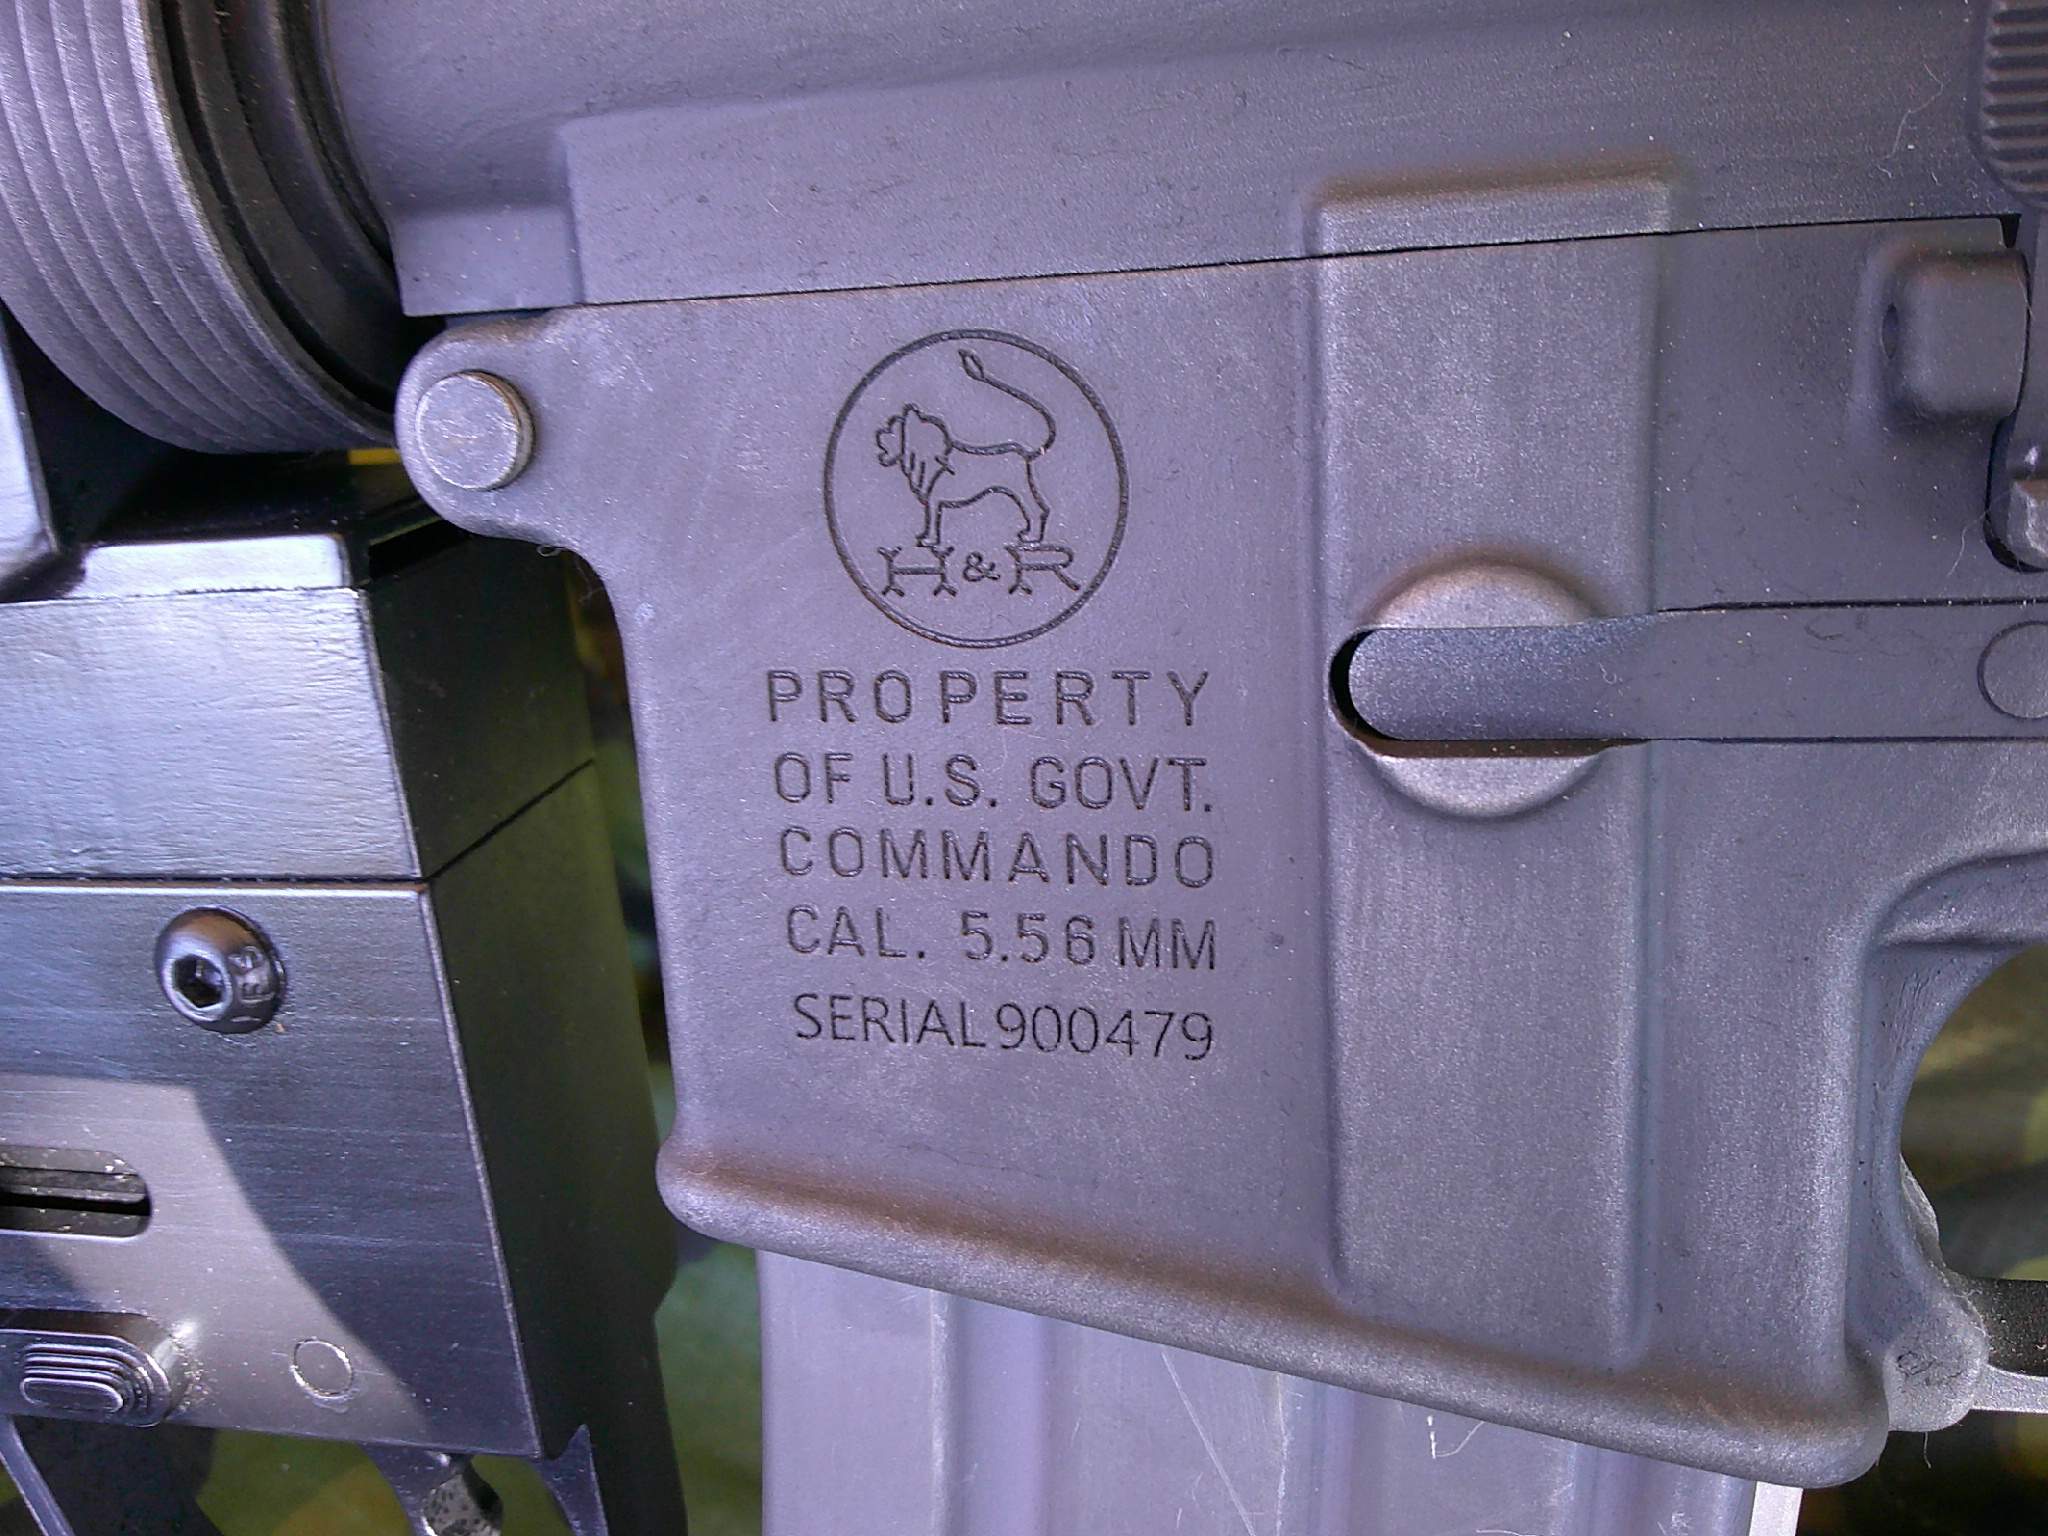 H&R
PROPERTY
OF U.S. GOVT.
COMMANDO
CAL. 5.56 MM
SERIAL 900479